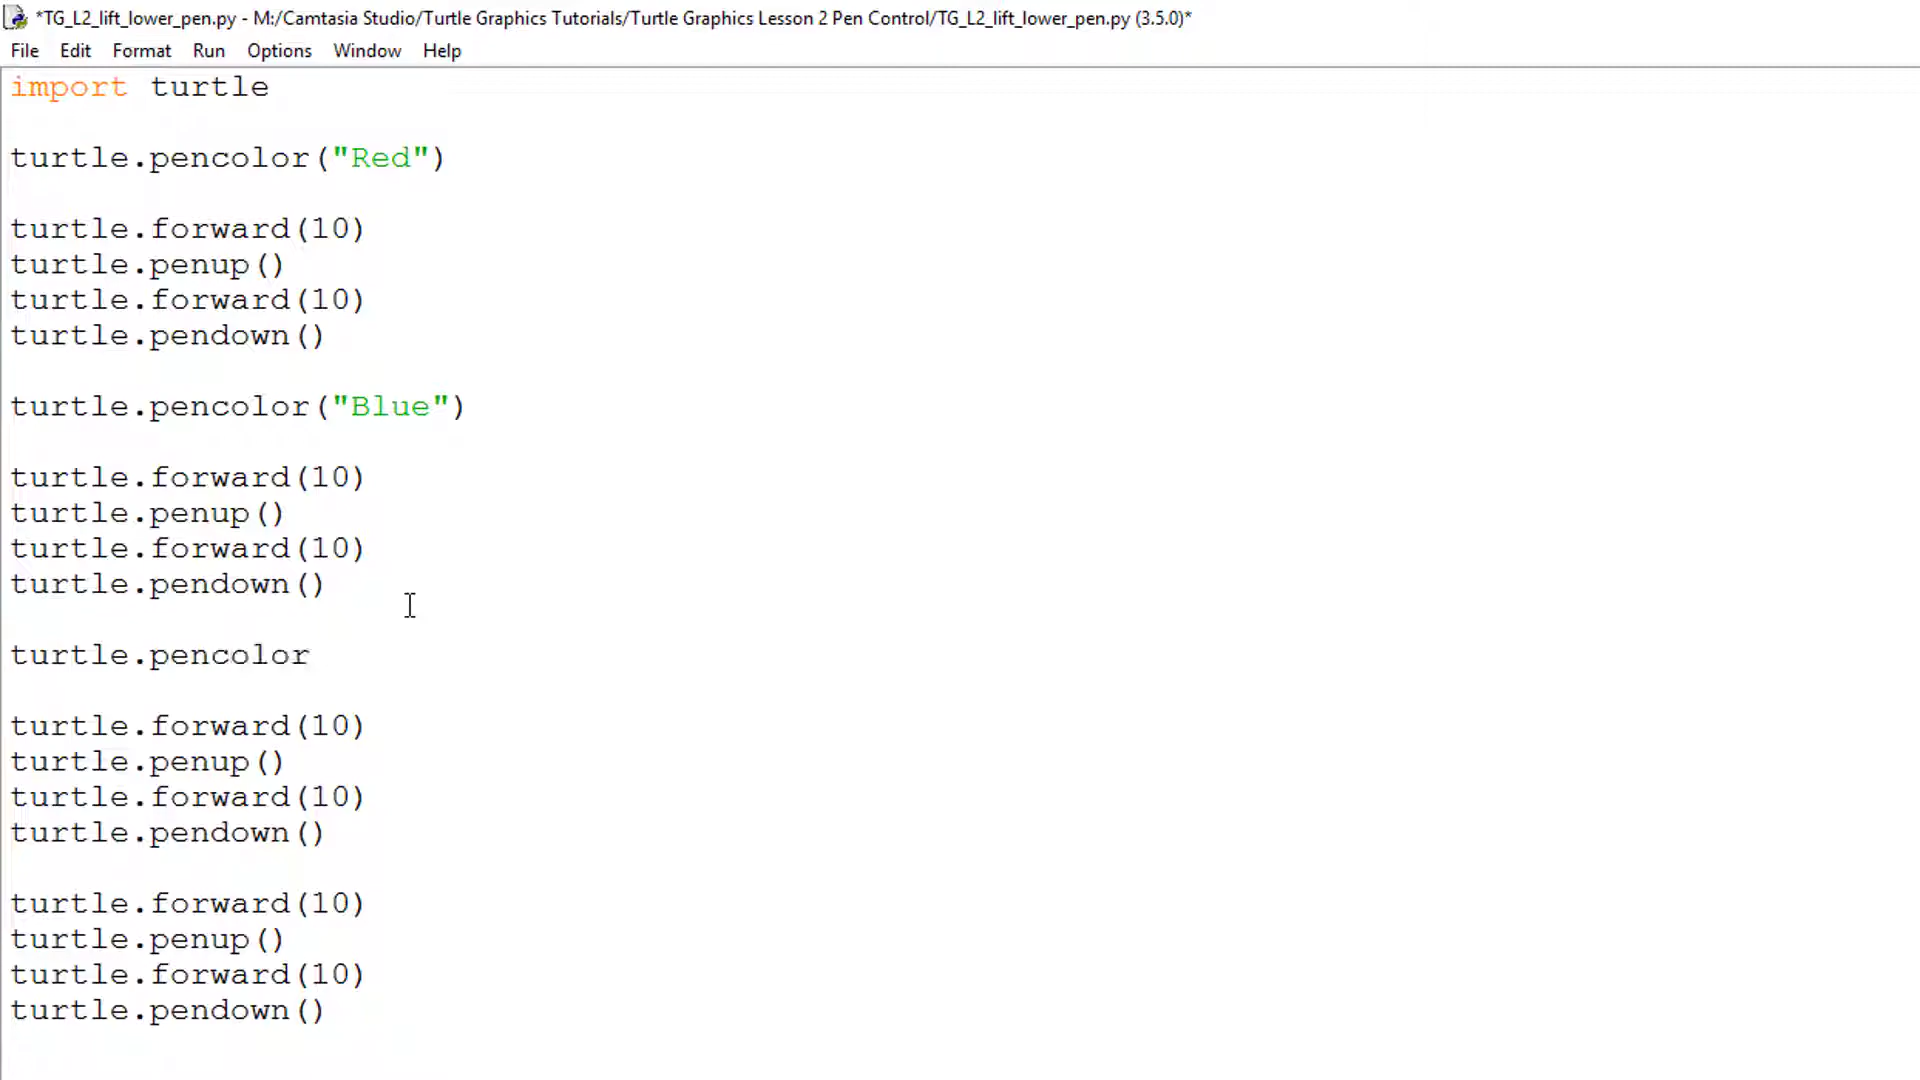 *TG_L2_lift_lower_pen.py - M:/Camtasia Studio/Turtle Graphics Tutorials/Turtle Graphics Lesson 2 Pen Control/TG_L2_lift_lower_pen.py (3.5.0)*
File Edit Format Run Options Window Help
import turtle
turtle.pencolor("Red")
turtle.forward(10)
turtle.penup()
turtle.forward(10)
turtle.pendown()
turtle.pencolor("Blue")
turtle.forward(10)
turtle.penup()
turtle.forward(10)
turtle.pendown()
turtle.pencolor
turtle.forward(10)
turtle.penup()
turtle.forward(10)
turtle.pendown()
turtle.forward(10)
turtle.penup()
turtle.forward(10)
turtle.pendown()